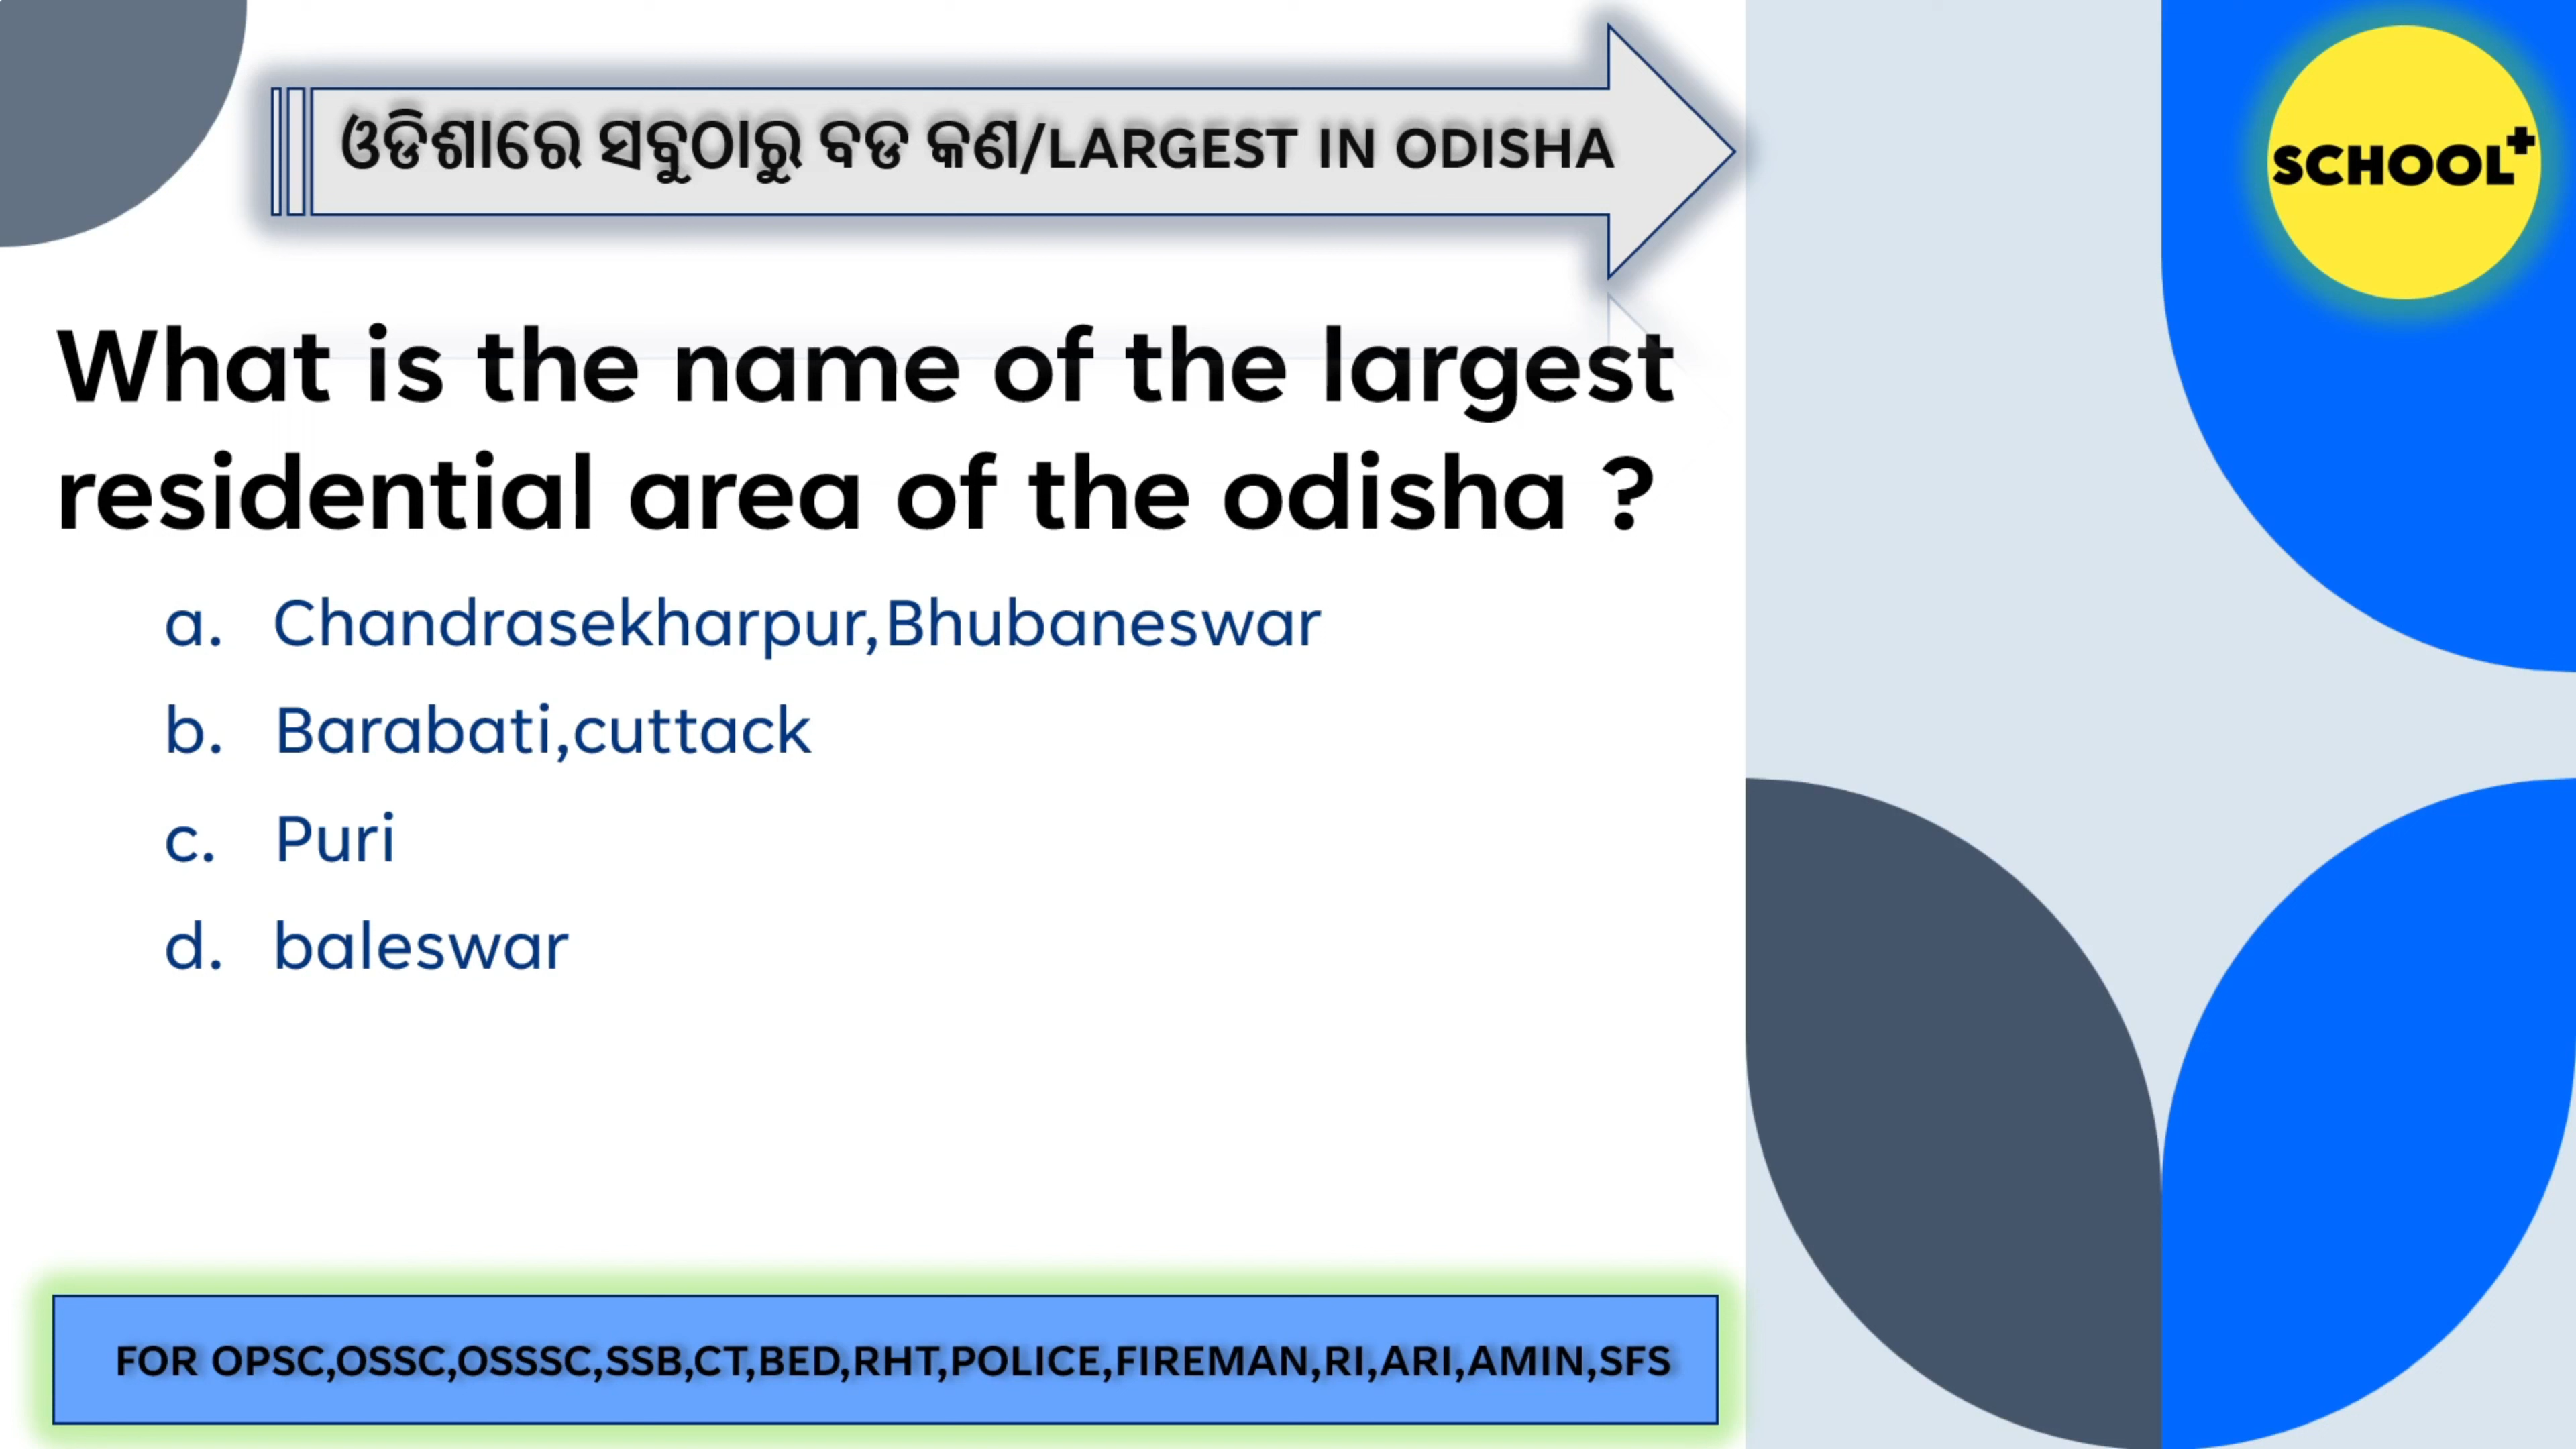 ଓଡିଶାରେ ସବୁଠାରୁ ବଡ କଣ/LARGEST IN ODISHA
SCHOOL+
What is the name of the largest
residential area of the odisha ?
a. Chandrasekharpur,Bhubaneswar
b. Barabati,cuttack
c. Puri
d. baleswar
FOR OPSC,OSSC,OSSSC,SSB,CT,BED,RHT,POLICE,FIREMAN,RI,ARI,AMIN,SFS